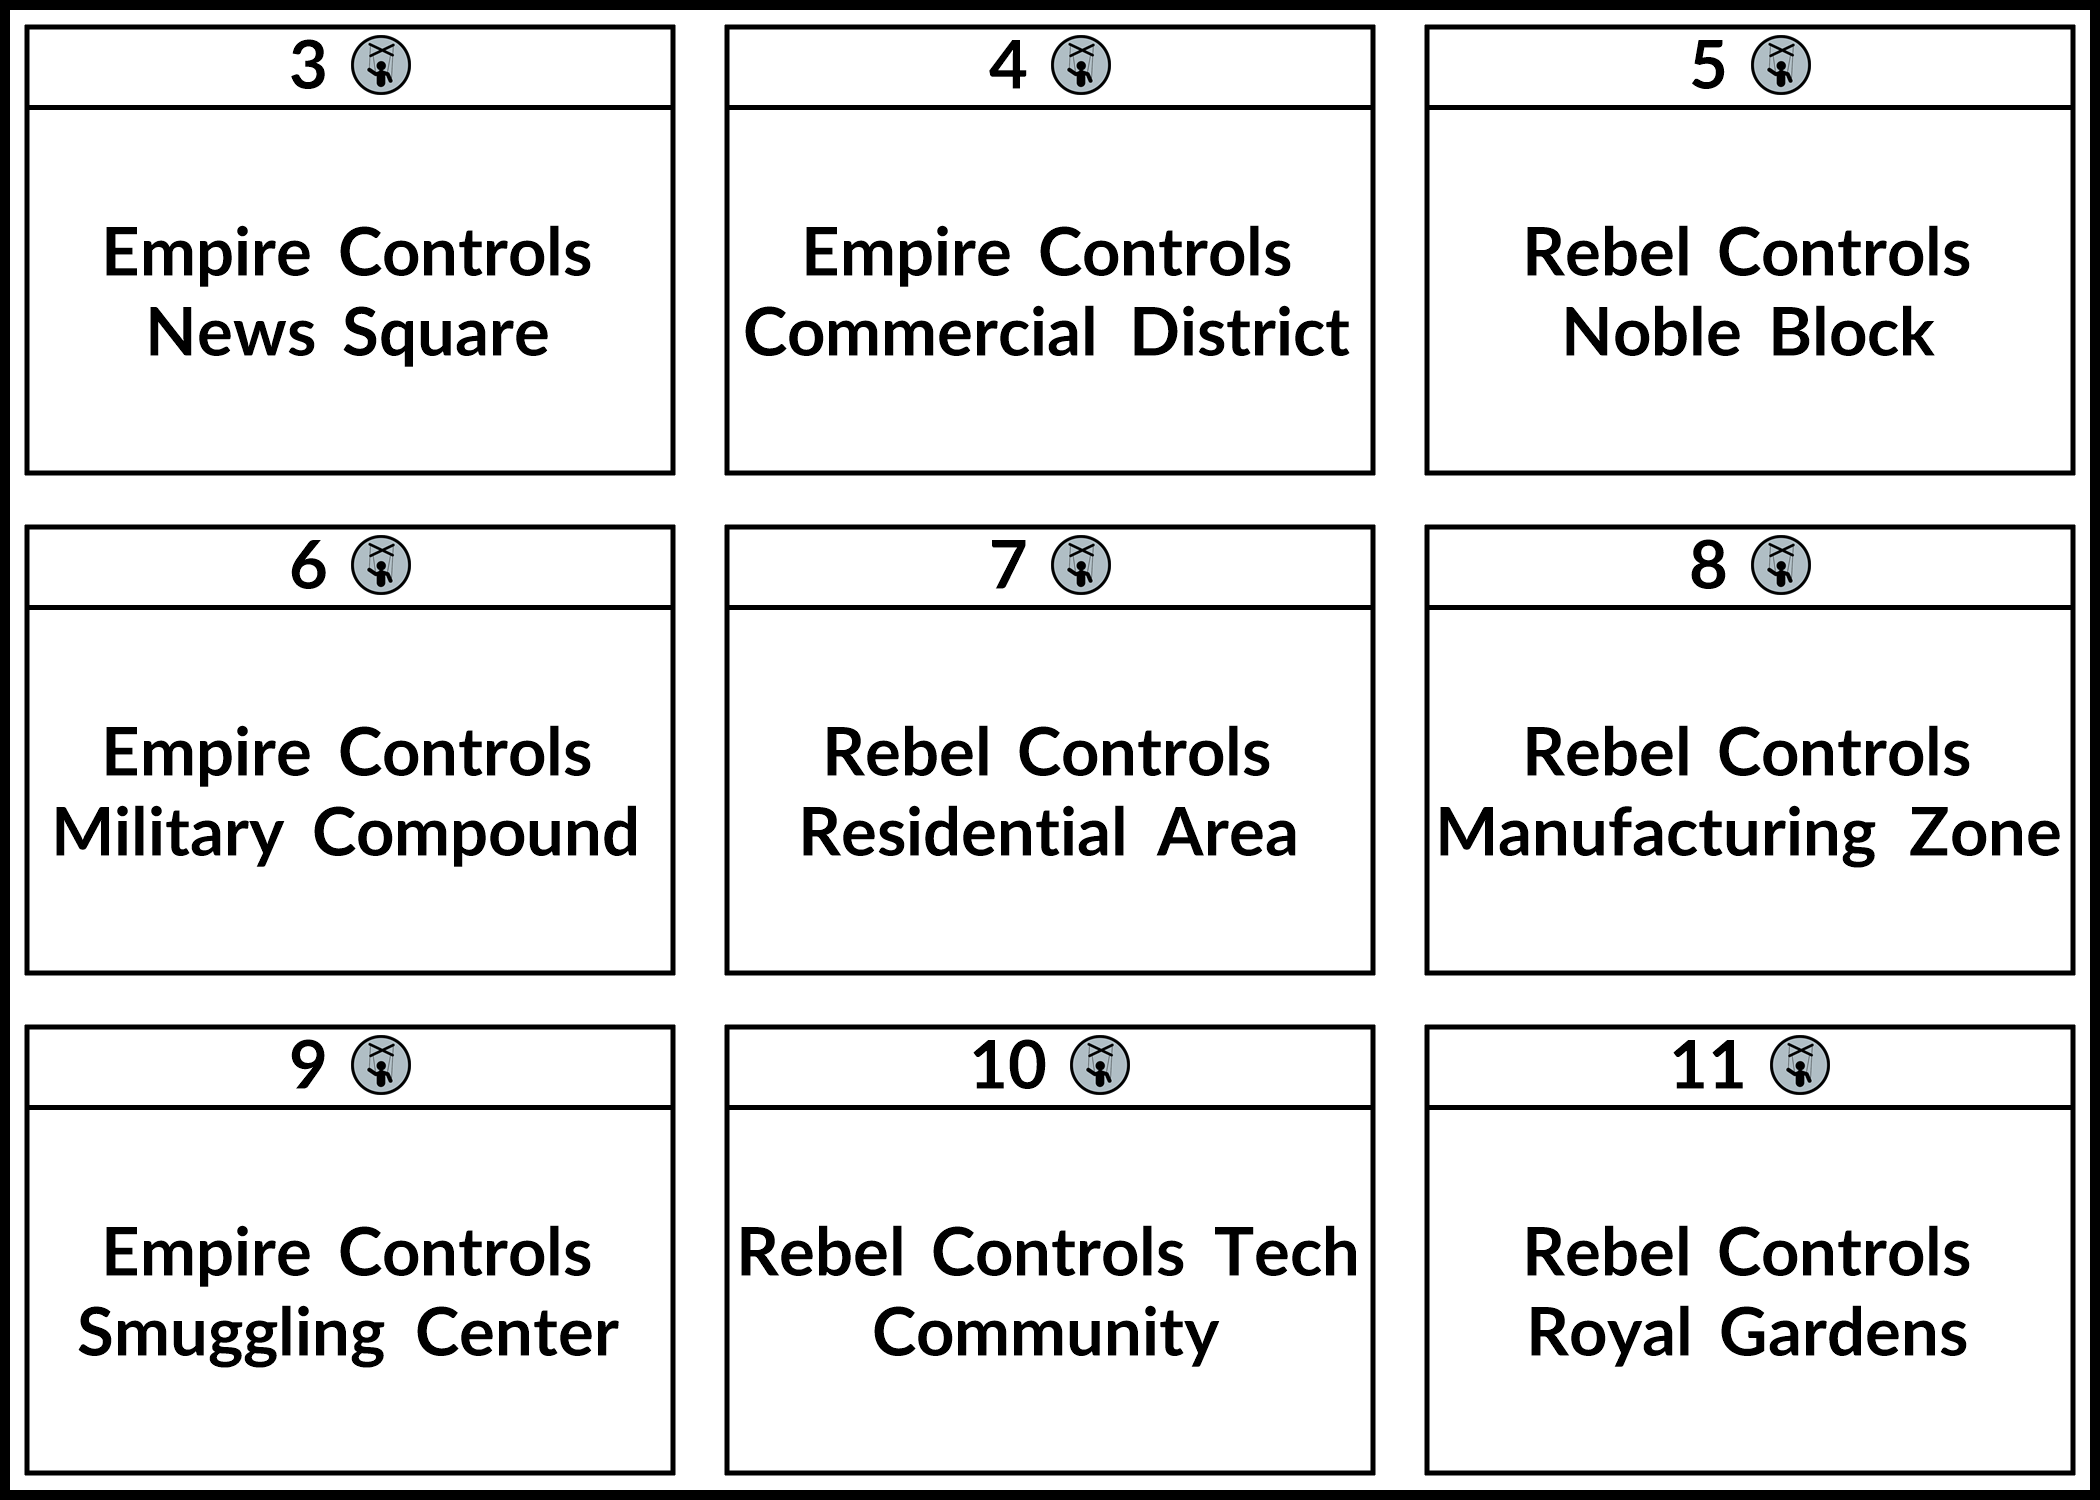 3
Empire Controls
News Square
4
Empire Controls
Commercial District
5
Rebel Controls
Noble Block
6
Empire Controls
Military Compound
7
Rebel Controls
Residential Area
8
Rebel Controls
Manufacturing Zone
9
Empire Controls
Smuggling Center
10
Rebel Controls Tech
Community
11
Rebel Controls
Royal Gardens